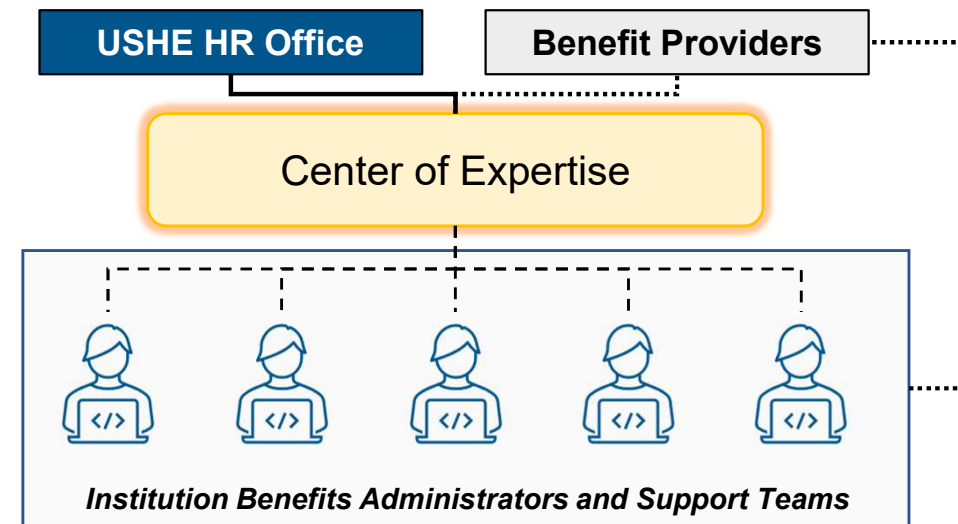 USHE HR Office
Benefit Providers
Center of Expertise
</>
</>
</>
</>
</>
Institution Benefits Administrators and Support Teams